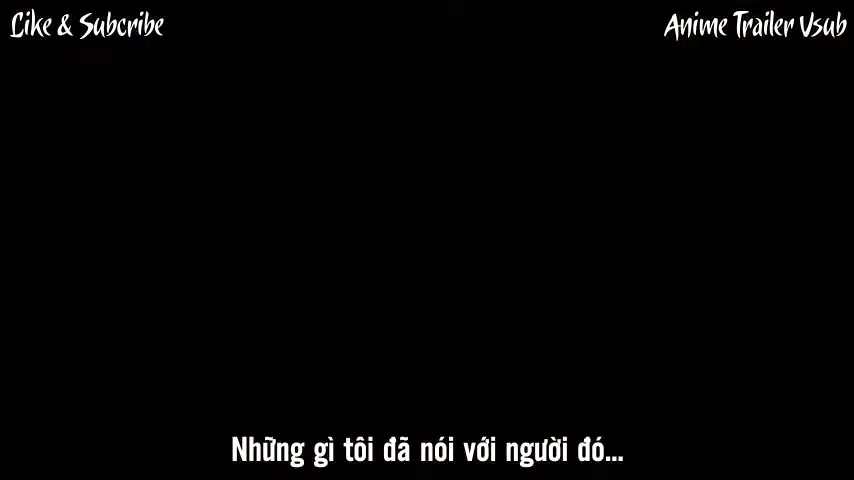 Like & Subcribe
Anime Trailer Vsub
Những gì tôi đã nói với người đó...